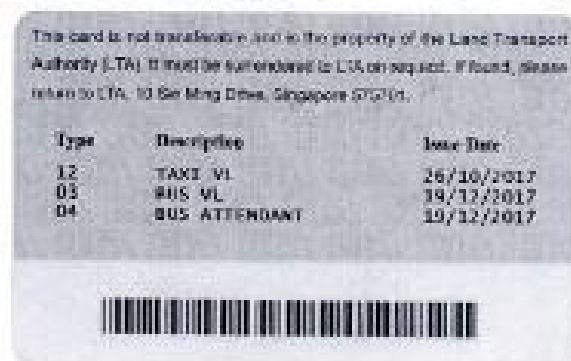 This card is not transferable and is the property of the Land Transport
Authority (LTA). It must be surrendered to LTA on request. If found, please
return to LTA, 10 Sin Ming Drive, Singapore 575701.
Type Description Issue Date
12 TAXI VL 26/10/2017
03 BUS VL 19/12/2017
04 BUS ATTENDANT 19/12/2017